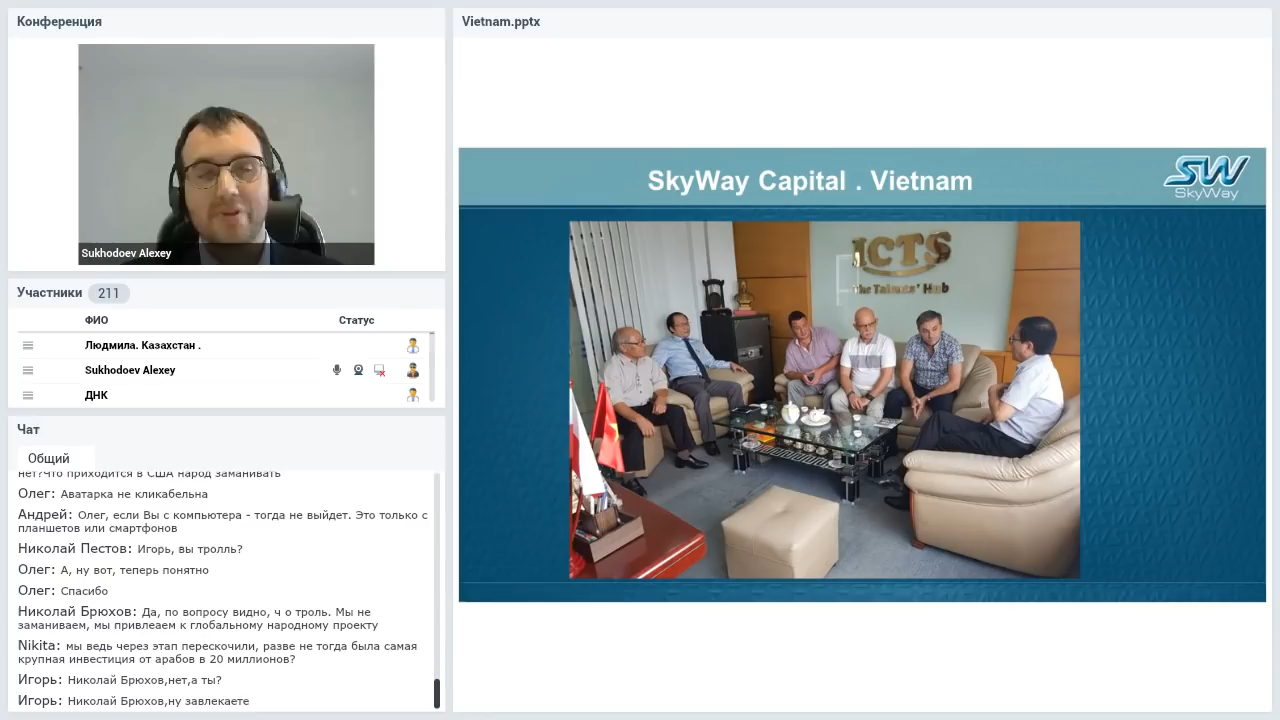 Конференция
Sukhodoev Alexey
Участники 211
ФИО Статус
Людмила. Казахстан .
Sukhodoev Alexey
ДНК
Чат
Общий
нет?Что приходится в США народ заманивать
Олег: Аватарка не кликабельна
Андрей: Олег, если Вы с компьютера - тогда не выйдет. Это только с
планшетов или смартфонов
Николай Пестов: Игорь, вы тролль?
Олег: А, ну вот, теперь понятно
Олег: Спасибо
Николай Брюхов: Да, по вопросу видно, ч о троль. Мы не
заманиваем, мы привлеаем к глобальному народному проекту
Nikita: мы ведь через этап перескочили, разве не тогда была самая
крупная инвестиция от арабов в 20 миллионов?
Игорь: Николай Брюхов,нет,а ты?
Игорь: Николай Брюхов,ну завлекаете
Vietnam.pptx
SkyWay Capital . Vietnam
SW
SkyWay
ICTS
The Talents' Hub